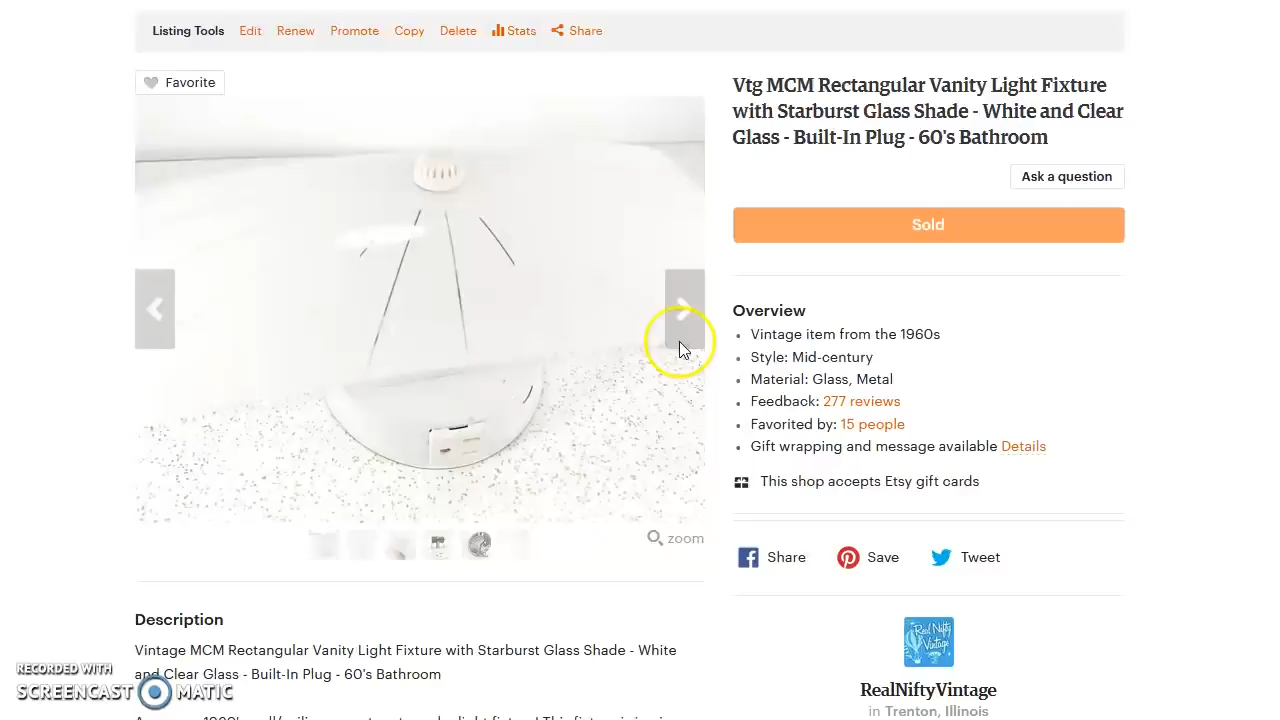 Listing Tools Edit Renew Promote Copy Delete Stats Share
Favorite
Vtg MCM Rectangular Vanity Light Fixture
with Starburst Glass Shade - White and Clear
Glass - Built-In Plug - 60's Bathroom
Ask a question
Sold
Overview
Vintage item from the 1960s
Style: Mid-century
Material: Glass, Metal
Feedback: 277 reviews
Favorited by: 15 people
Gift wrapping and message available Details
This shop accepts Etsy gift cards
zoom
Share Save Tweet
Description
Vintage MCM Rectangular Vanity Light Fixture with Starburst Glass Shade - White
and Clear Glass - Built-In Plug - 60's Bathroom
Real Nifty
Vintage
RealNiftyVintage
in Trenton, Illinois
RECORDED WITH
SCREENCAST MATIC